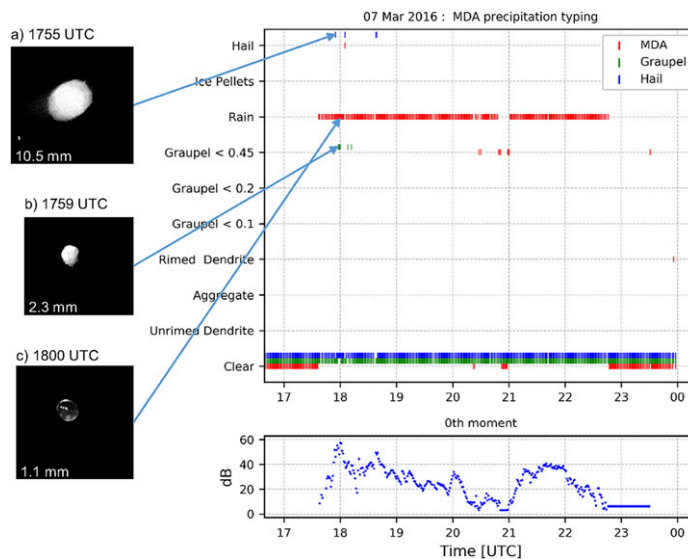 a) 1755 UTC
10.5 mm
b) 1759 UTC
2.3 mm
c) 1800 UTC
1.1 mm
07 Mar 2016 : MDA precipitation typing
MDA
Graupel
Hail
Hail
Ice Pellets
Rain
Graupel < 0.45
Graupel < 0.2
Graupel < 0.1
Rimed Dendrite
Aggregate
Unrimed Dendrite
Clear
17 18 19 20 21 22 23 00
0th moment
60
40
20
0
dB
17 18 19 20 21 22 23 00
Time [UTC]